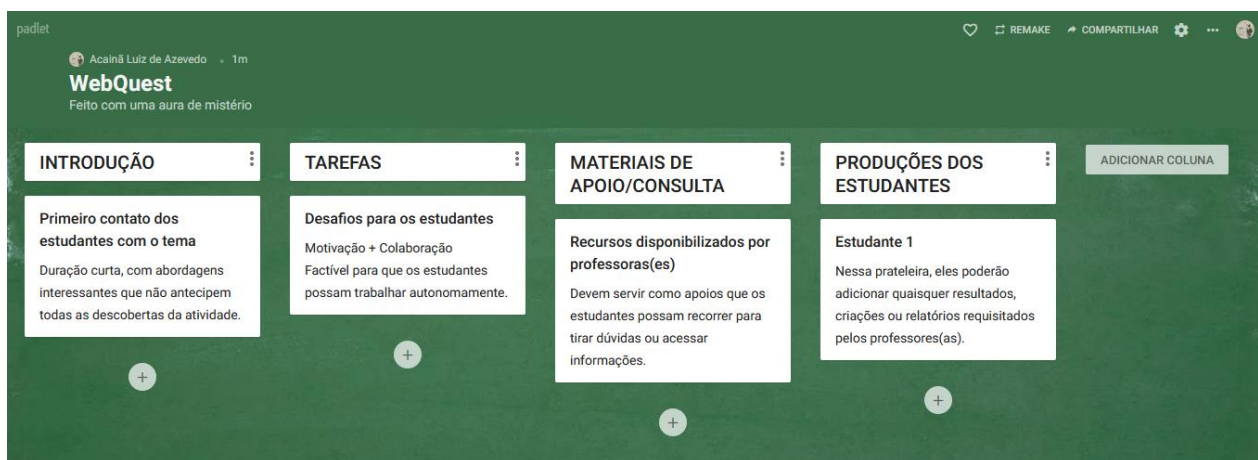 padlet
REMAKE
COMPARTILHAR
Acainã Luiz de Azevedo • 1m
WebQuest
Feito com uma aura de mistério
INTRODUÇÃO
Primeiro contato dos
estudantes com o tema
Duração curta, com abordagens
interessantes que não antecipem
todas as descobertas da atividade.
TAREFAS
Desafios para os estudantes
Motivação + Colaboração
Factível para que os estudantes
possam trabalhar autonomamente.
MATERIAIS DE
APOIO/CONSULTA
Recursos disponibilizados por
professoras(es)
Devem servir como apoios que os
estudantes possam recorrer para
tirar dúvidas ou acessar
informações.
PRODUÇÕES DOS
ESTUDANTES
Estudante 1
Nessa prateleira, eles poderão
adicionar quaisquer resultados,
criações ou relatórios requisitados
pelos professores(as).
ADICIONAR COLUNA